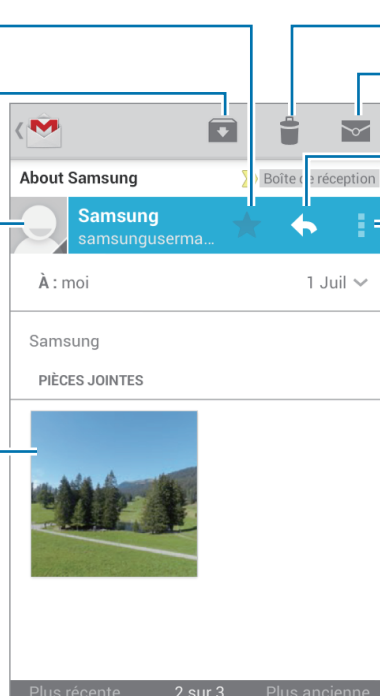 About Samsung
Boîte de réception
Samsung
samsunguserma...
À : moi
1 Juil
Samsung
PIÈCES JOINTES
Plus récente
2 sur 3
Plus ancienne